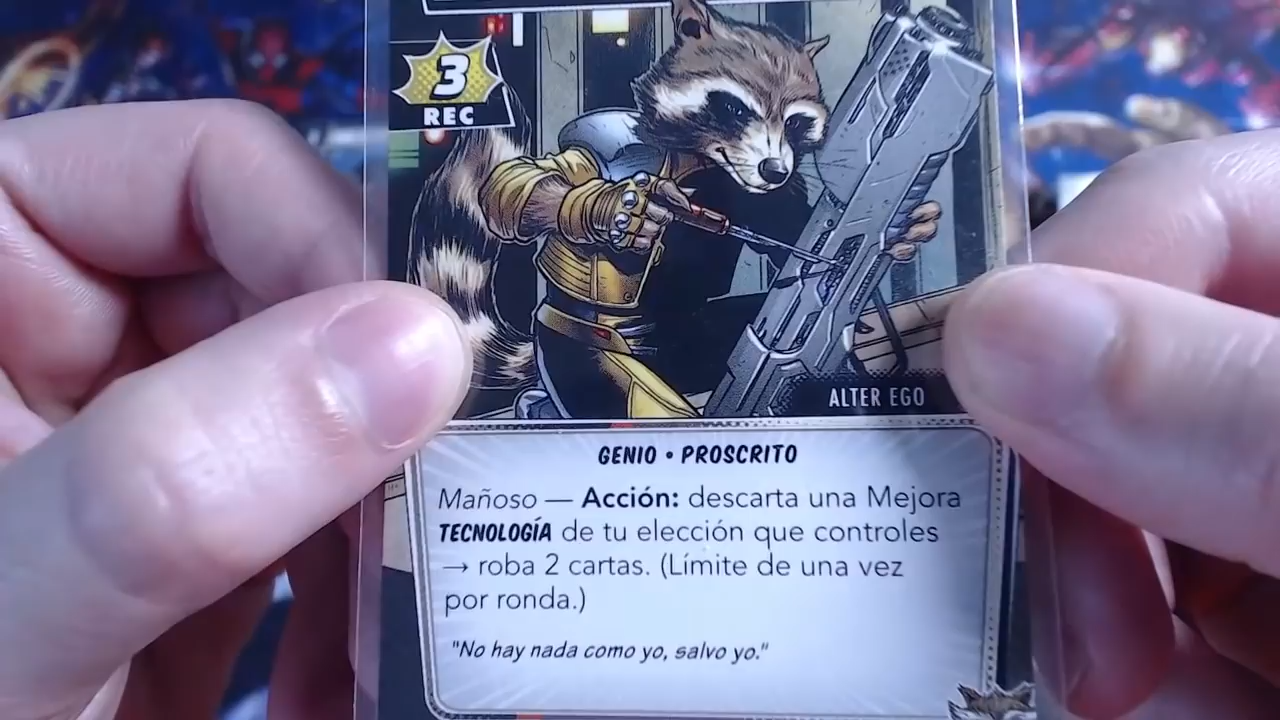 3
REC
ALTER EGO
GENIO • PROSCRITO
Mañoso — Acción: descarta una Mejora
TECNOLOGÍA de tu elección que controles
→ roba 2 cartas. (Límite de una vez
por ronda.)
"No hay nada como yo, salvo yo."